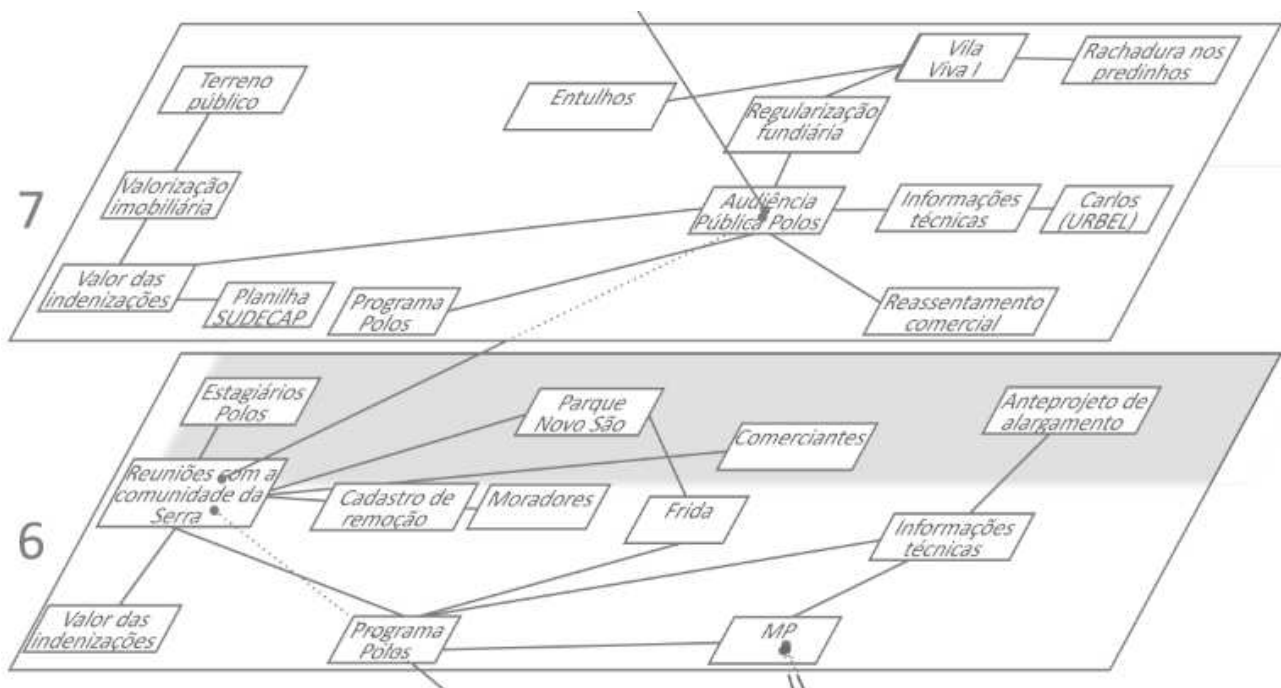 Vila
Viva I
Rachadura nos
predinhos
Terreno
público
Entulhos
Regularização
fundiária
7
Valorização
imobiliária
Audiência
Pública Polos
Informações
técnicas
Carlos
(URBEL)
Valor das
indenizações
Planilha
SUDECAP
Programa
Polos
Reassentamento
comercial
Estagiários
Polos
Parque
Novo São
Anteprojeto de
alargamento
Comerciantes
Reuniões com a
comunidade da
Serra
Cadastro de
remoção
Moradores
Frida
Informações
técnicas
6
Valor das
indenizações
Programa
Polos
MP